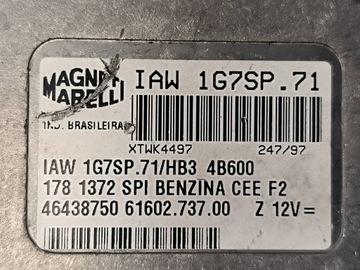 MAGNETI MARELLI
IAW 1G7SP.71
IND. BRASILEIRA
XTWK4497 247/97
IAW 1G7SP.71/HB3 4B600
178 1372 SPI BENZINA CEE F2
46438750 61602.737.00 Z 12V=